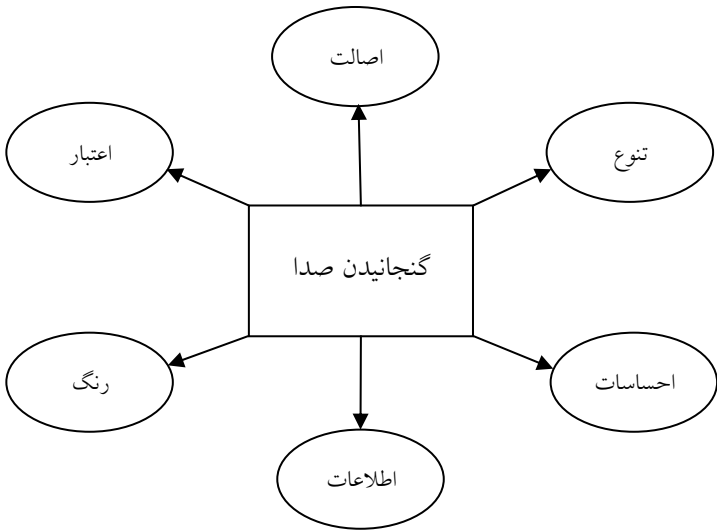 اصالت
تنوع
اعتبار
گنجانیدن صدا
احساسات
رنگ
اطلاعات